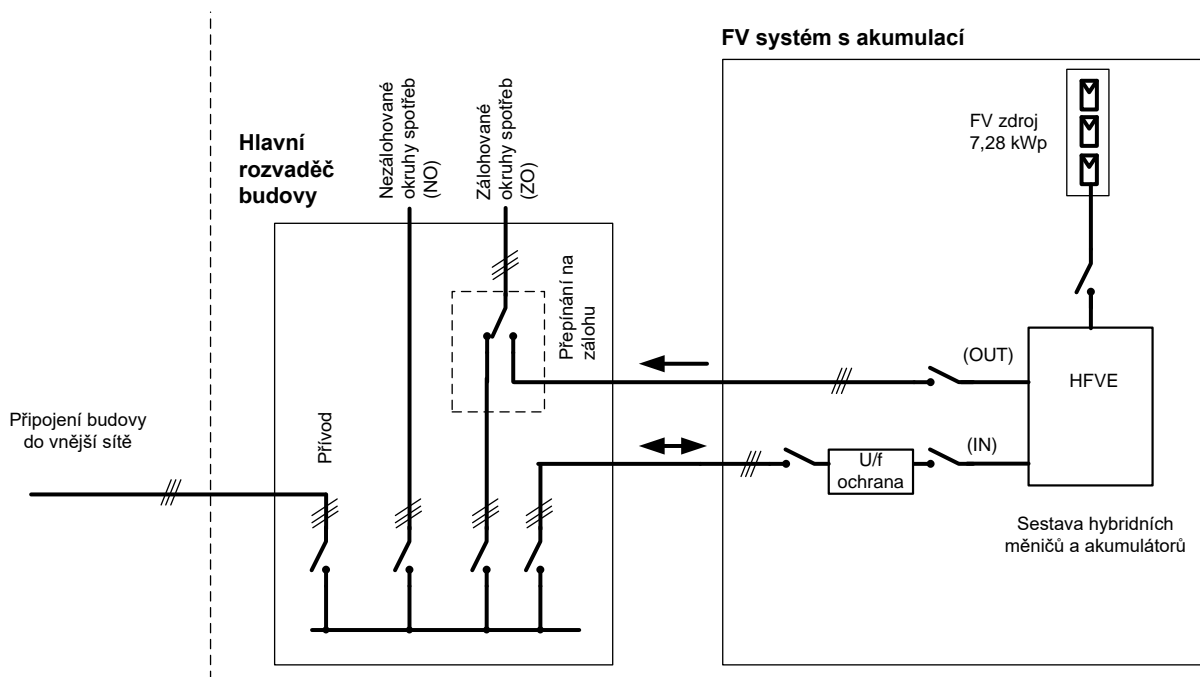 FV systém s akumulací
FV zdroj
7,28 kWp
Hlavní
rozvaděč
budovy
Nezálohované
okruhy spotřeb
(NO)
Zálohované
okruhy spotřeb
(ZO)
Přepínání na
zálohu
(OUT)
HFVE
Připojení budovy
do vnější sítě
Přívod
(IN)
U/f
ochrana
Sestava hybridních
měničů a akumulátorů